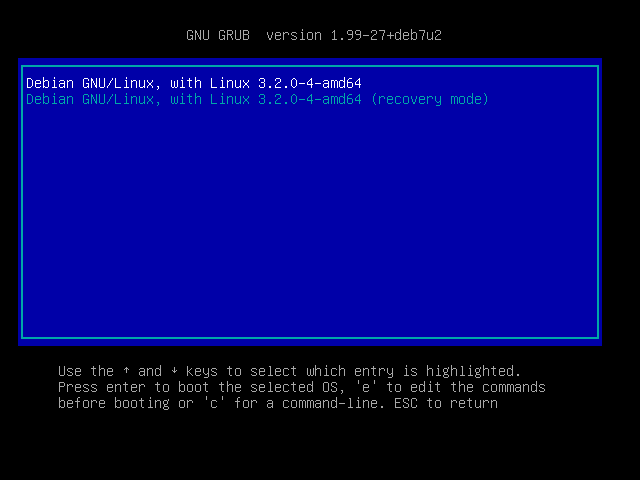 GNU GRUB  version 1.99-27+deb7u2
Debian GNU/Linux, with Linux 3.2.0-4-amd64
Debian GNU/Linux, with Linux 3.2.0-4-amd64 (recovery mode)
Use the ↑ and ↓ keys to select which entry is highlighted.
Press enter to boot the selected OS, 'e' to edit the commands
before booting or 'c' for a command-line. ESC to return